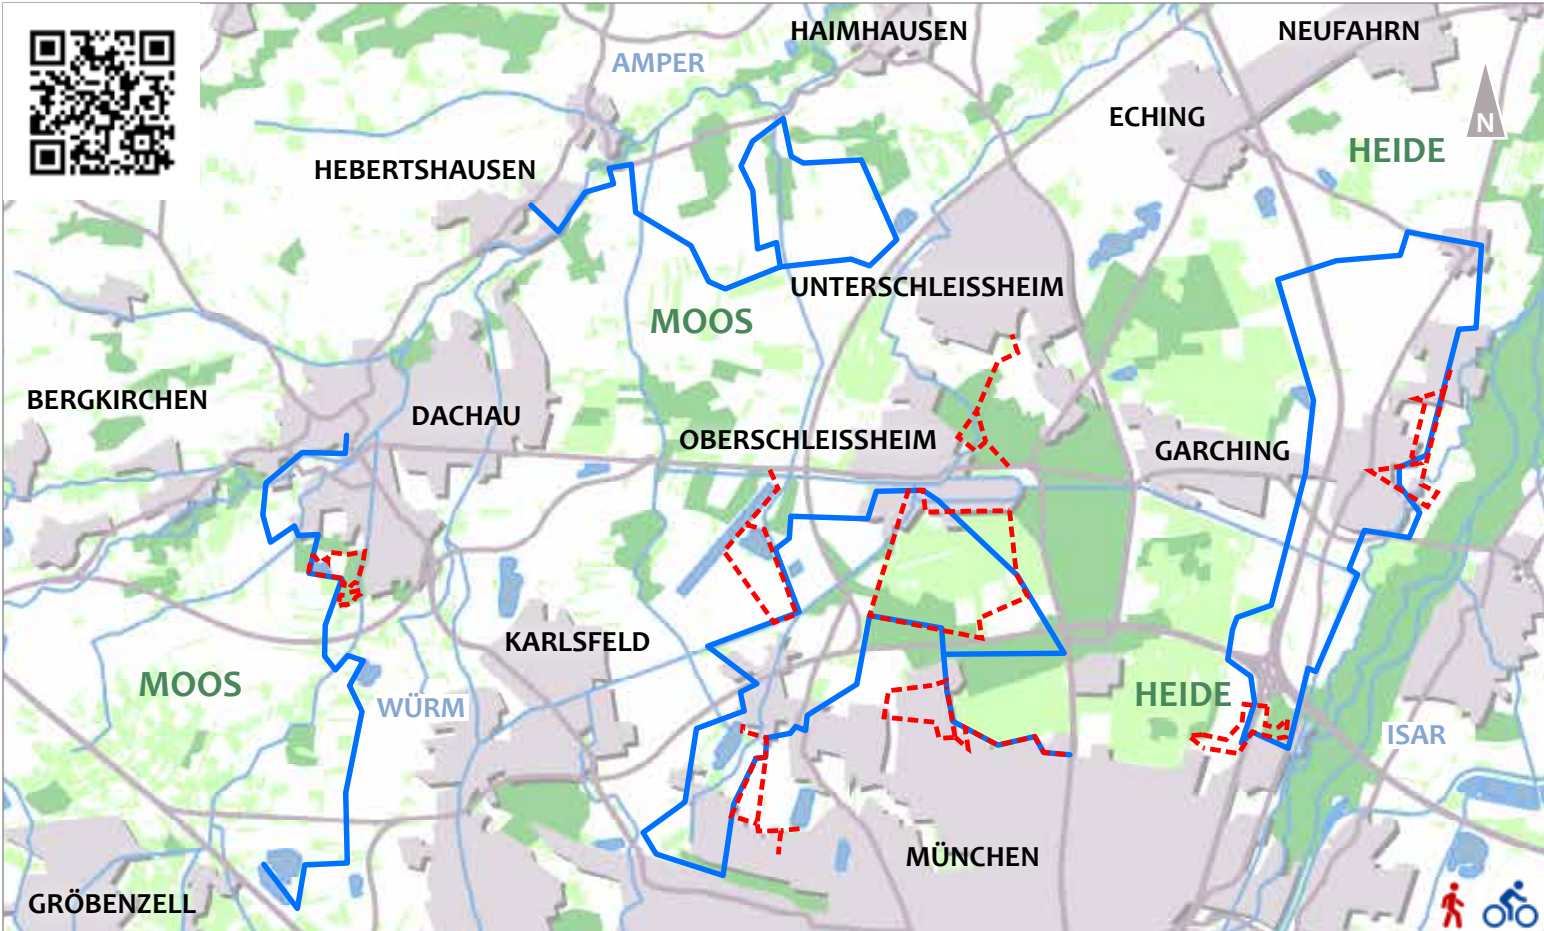 HAIMHAUSEN
NEUFAHRN
AMPER
ECHING
N
HEIDE
HEBERTSHAUSEN
UNTERSCHLEISSHEIM
MOOS
BERGKIRCHEN
DACHAU
OBERSCHLEISSHEIM
GARCHING
KARLSFELD
MOOS
WÜRM
HEIDE
ISAR
MÜNCHEN
GRÖBENZELL